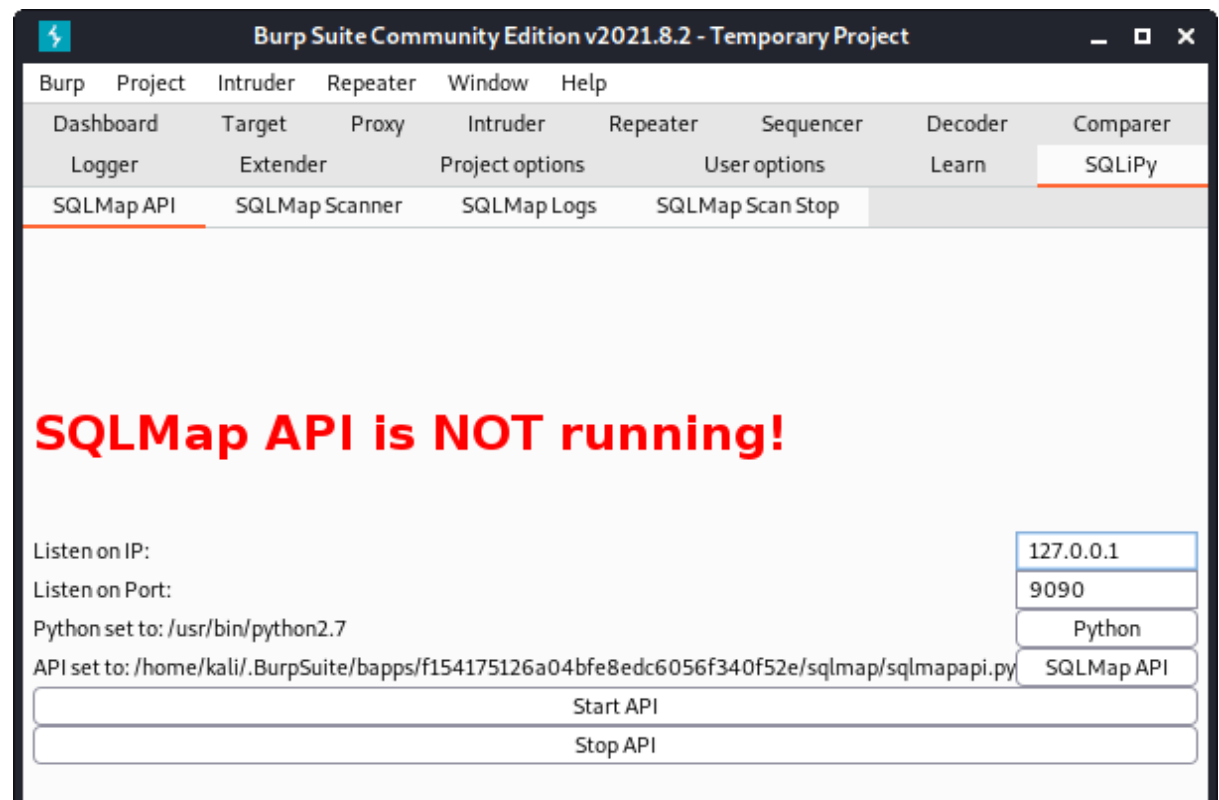 Burp Suite Community Edition v2021.8.2 - Temporary Project
Burp Project Intruder Repeater Window Help
Dashboard Target Proxy Intruder Repeater Sequencer Decoder Comparer
Logger Extender Project options User options Learn SQLiPy
SQLMap API SQLMap Scanner SQLMap Logs SQLMap Scan Stop
SQLMap API is NOT running!
Listen on IP: 127.0.0.1
Listen on Port: 9090
Python set to: /usr/bin/python2.7 Python
API set to: /home/kali/.BurpSuite/bapps/f154175126a04bfe8edc6056f340f52e/sqlmap/sqlmapapi.py SQLMap API
Start API
Stop API